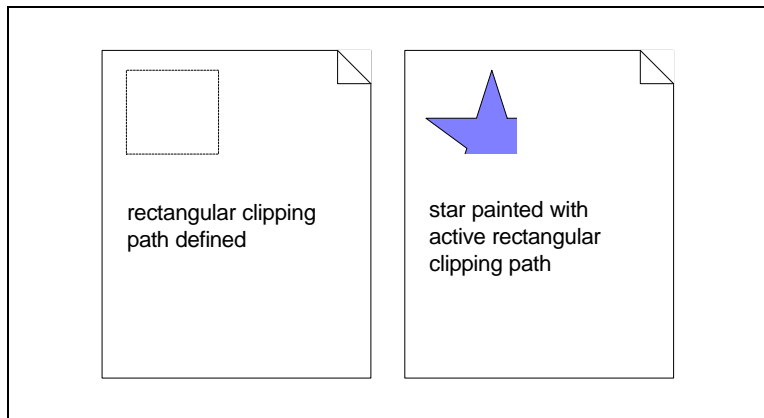 rectangular clipping
path defined
star painted with
active rectangular
clipping path